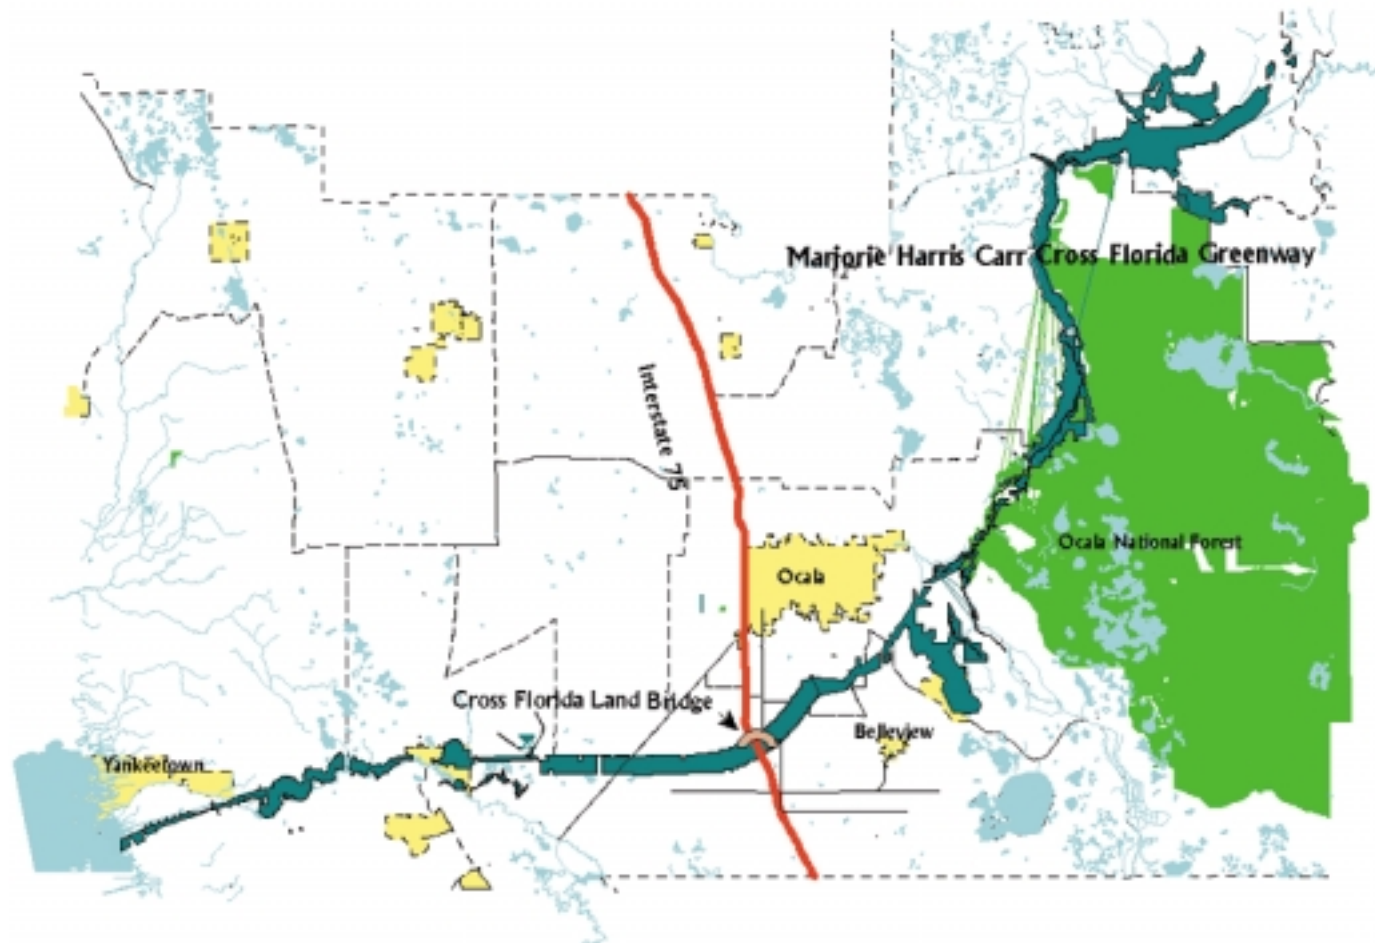 Marjorie Harris Carr Cross Florida Greenway
Interstate 75
Ocala National Forest
Ocala
Cross Florida Land Bridge
Belleview
Yankeetown